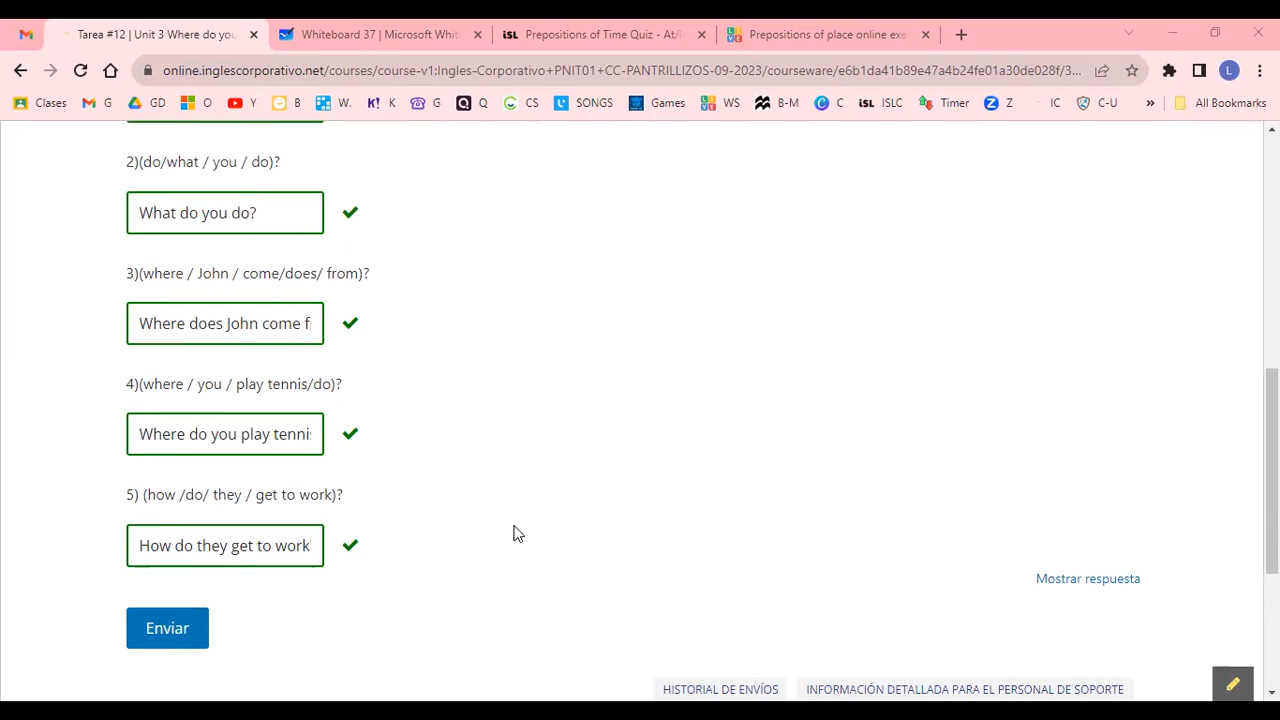 Tarea #12 | Unit 3 Where do you
Whiteboard 37 | Microsoft Whit
iSL Prepositions of Time Quiz - At/I
Prepositions of place online exe
online.inglescorporativo.net/courses/course-v1:Ingles-Corporativo+PNIT01+CC-PANTRILLIZOS-09-2023/courseware/e6b1da41b89e47a4b24fe01a30de028f/3...
L
Clases
G
GD
O
Y
B
W.
K! K
G
Q
CS
SONGS
Games
WS
B-M
C
iSL ISLC
Timer
Z
IC
C-U
»
All Bookmarks
2)(do/what / you / do)?
What do you do?
3)(where / John / come/does/ from)?
Where does John come f
4)(where / you / play tennis/do)?
Where do you play tenni
5) (how /do/ they / get to work)?
How do they get to work
Mostrar respuesta
Enviar
HISTORIAL DE ENVÍOS
INFORMACIÓN DETALLADA PARA EL PERSONAL DE SOPORTE